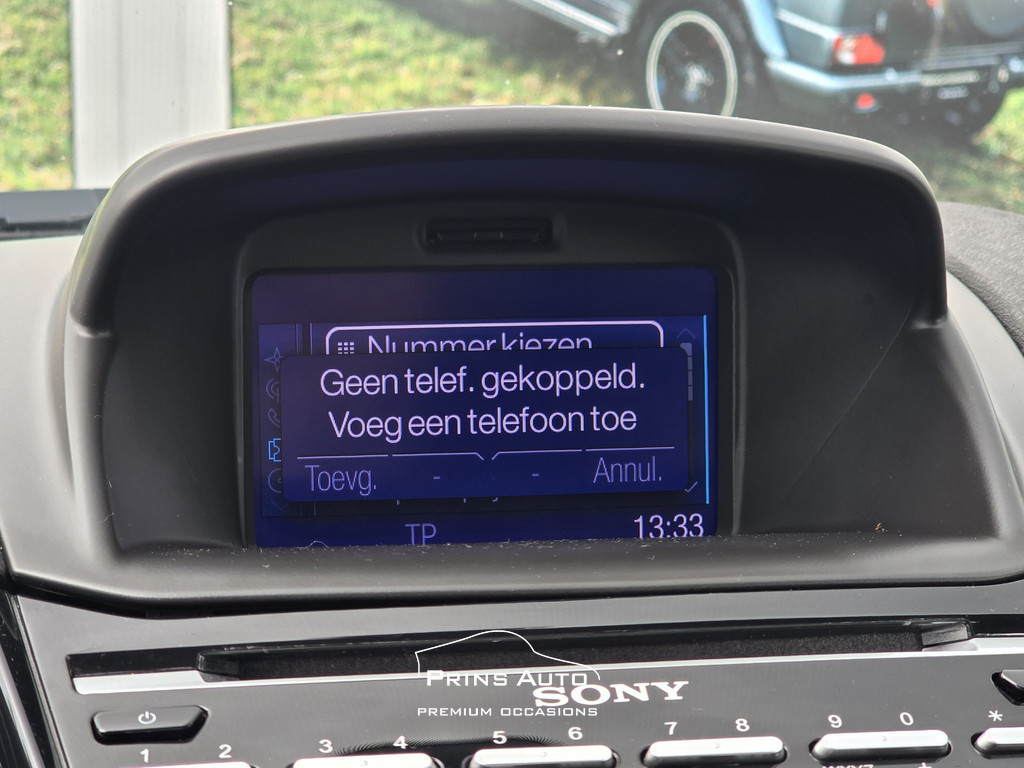 Nummer kiezen
Geen telef. gekoppeld.
Voeg een telefoon toe
Toevg. - - Annul.
TP 13:33
PRINS AUTO
PREMIUM OCCASIONS
SONY
1 2 3 4 5 6 7 8 9 0 *